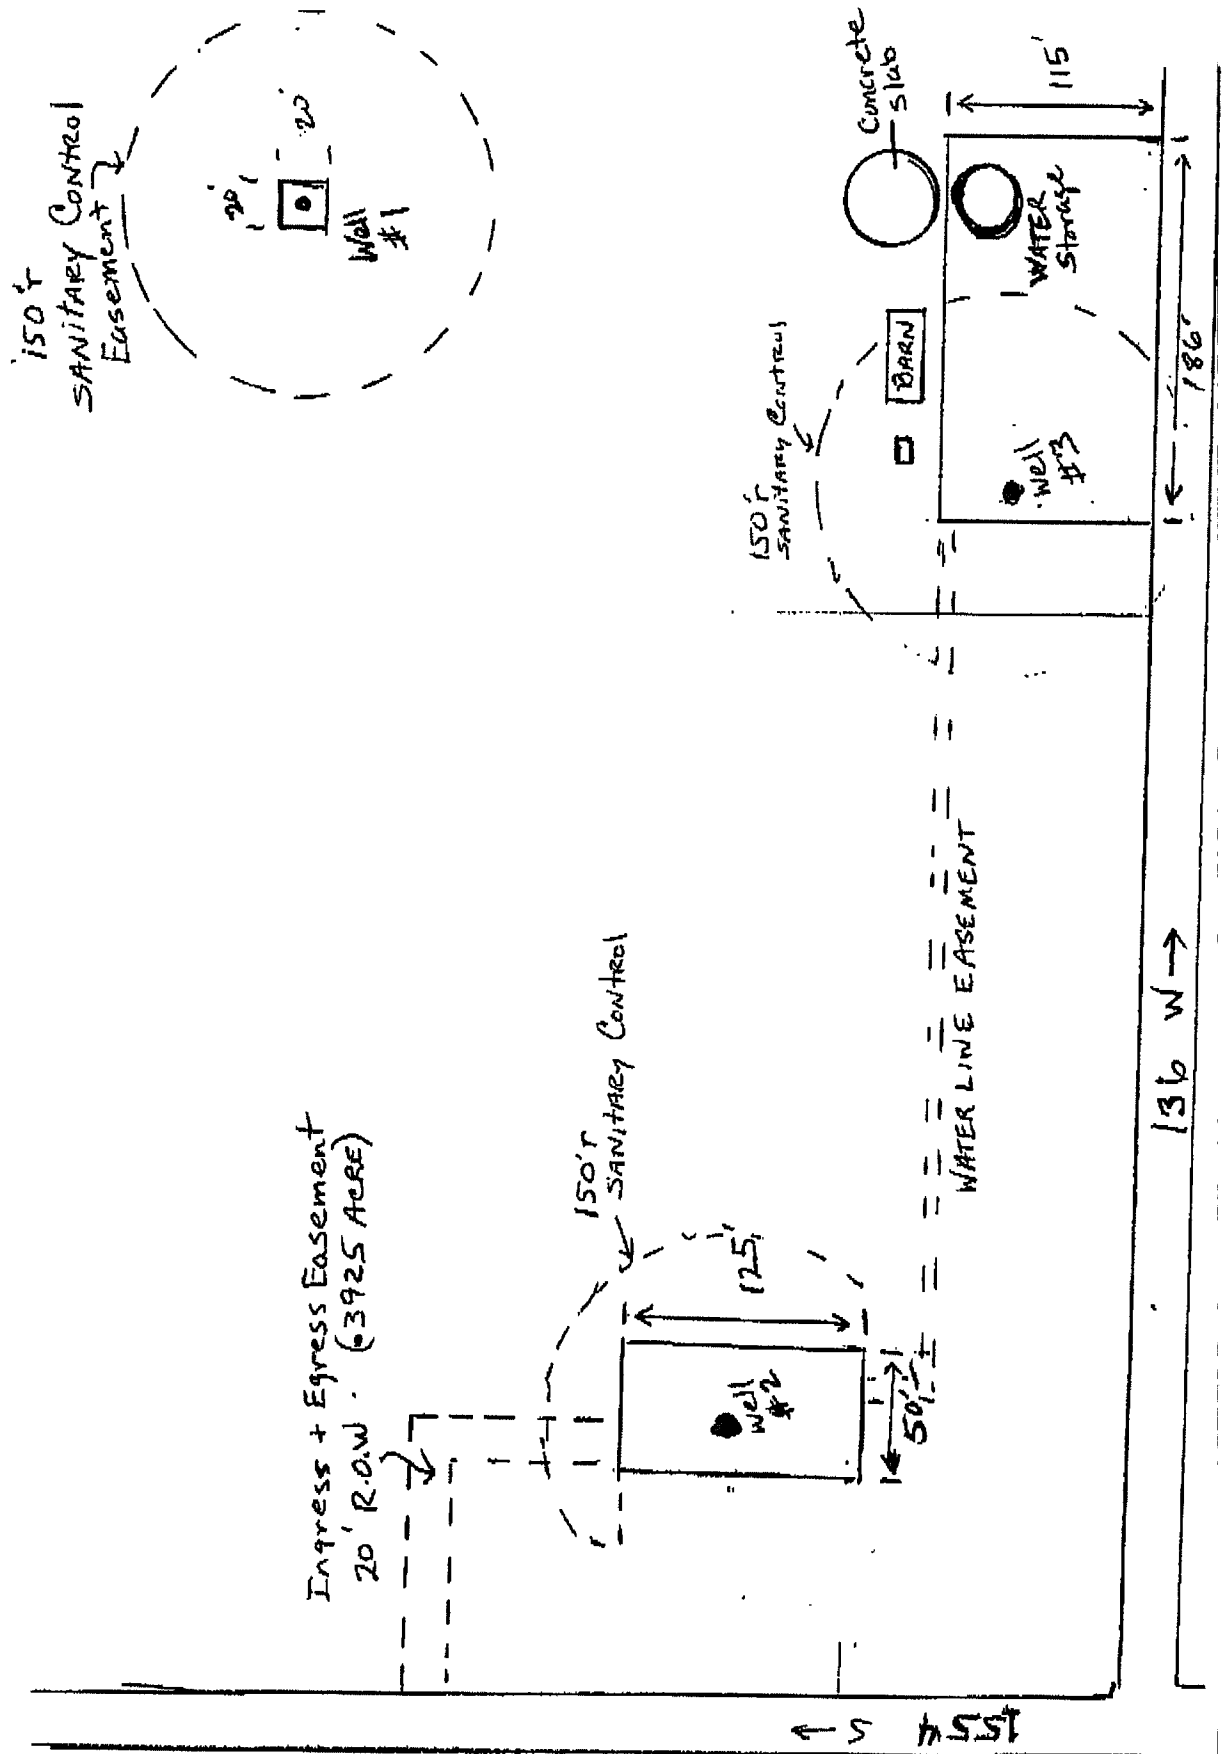 150'r
SANITARY CONTROL
Easement
20'
20'
Well
#1
Concrete
slab
115'
WATER
Storage
BARN
150'r
SANITARY CONTROL
Well
#3
186'
Ingress + Egress Easement
20' R.O.W. (.3925 ACRE)
150'r
SANITARY CONTROL
125'
Well
#2
50'
WATER LINE EASEMENT
136 W →
1554